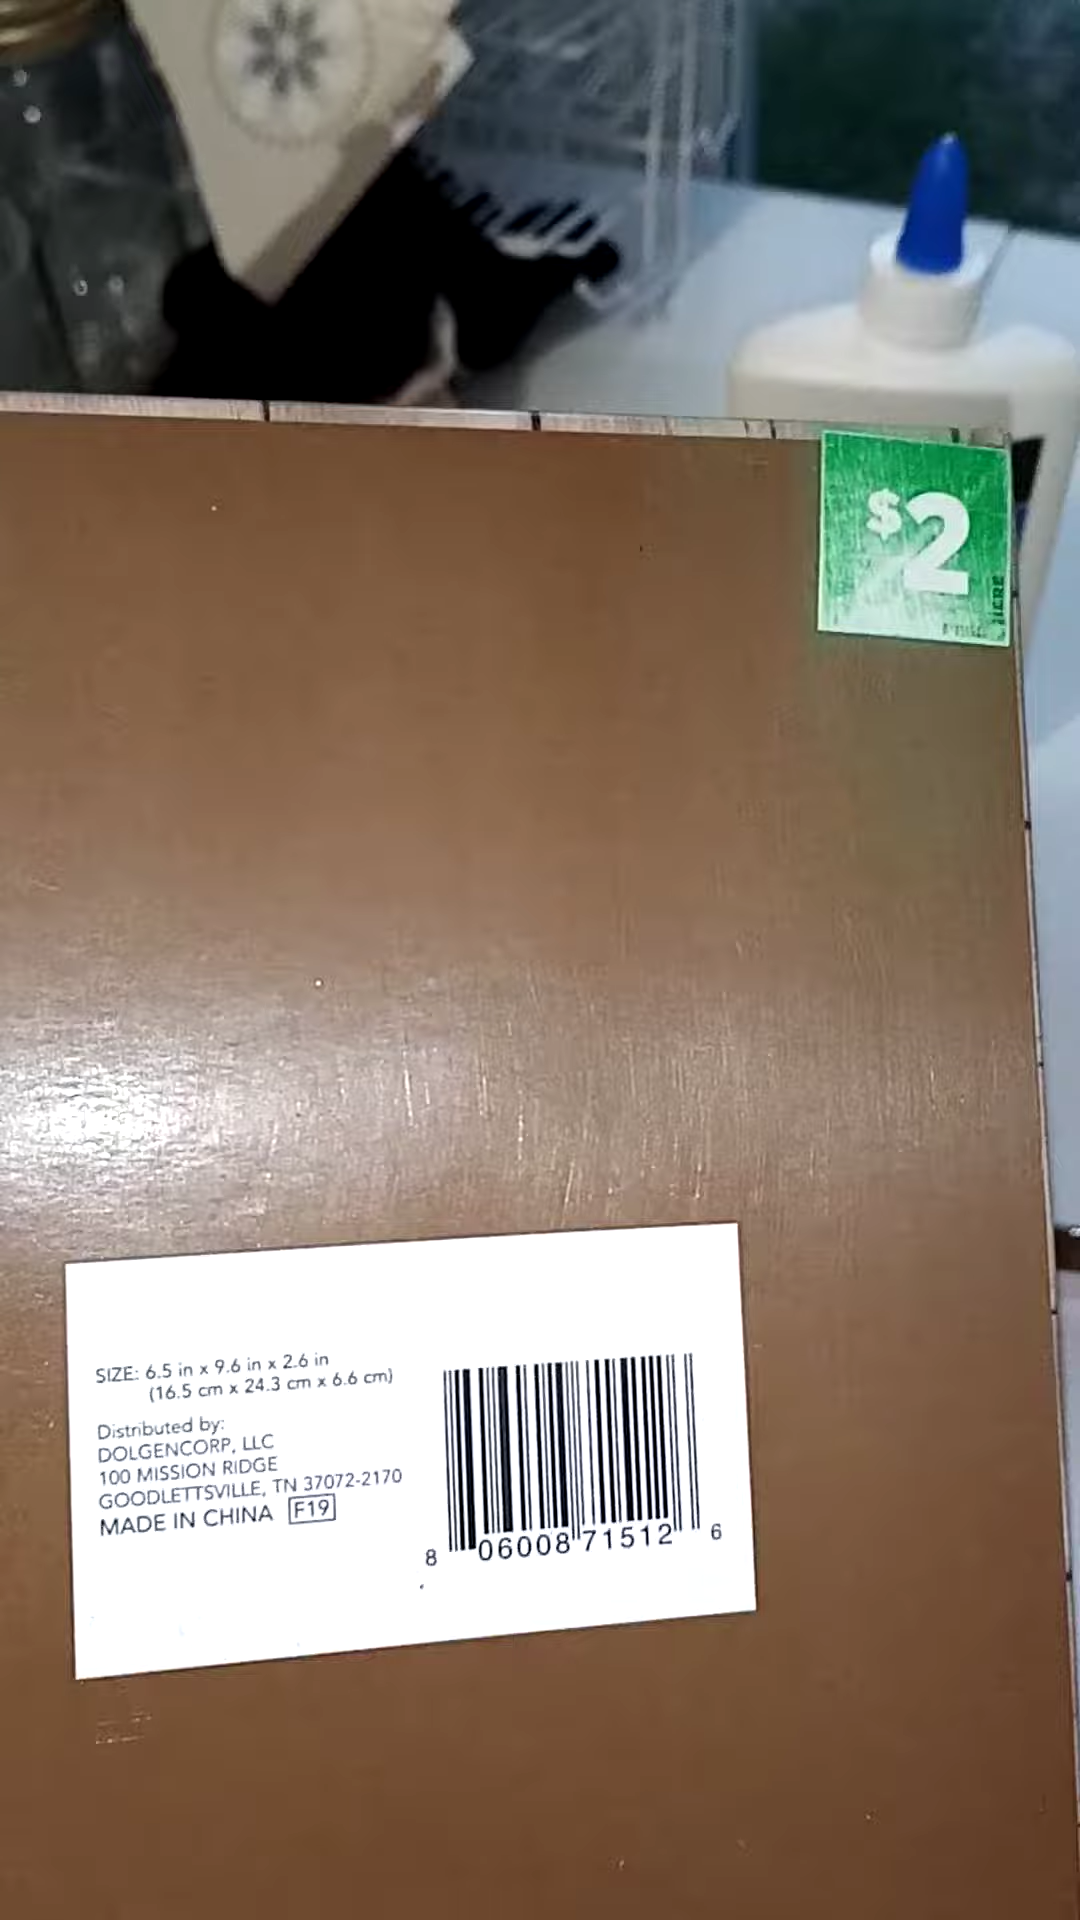 $2
HERE
SIZE: 6.5 in x 9.6 in x 2.6 in
(16.5 cm x 24.3 cm x 6.6 cm)
Distributed by:
DOLGENCORP, LLC
100 MISSION RIDGE
GOODLETTSVILLE, TN 37072-2170
MADE IN CHINA F19
8 06008 71512 6